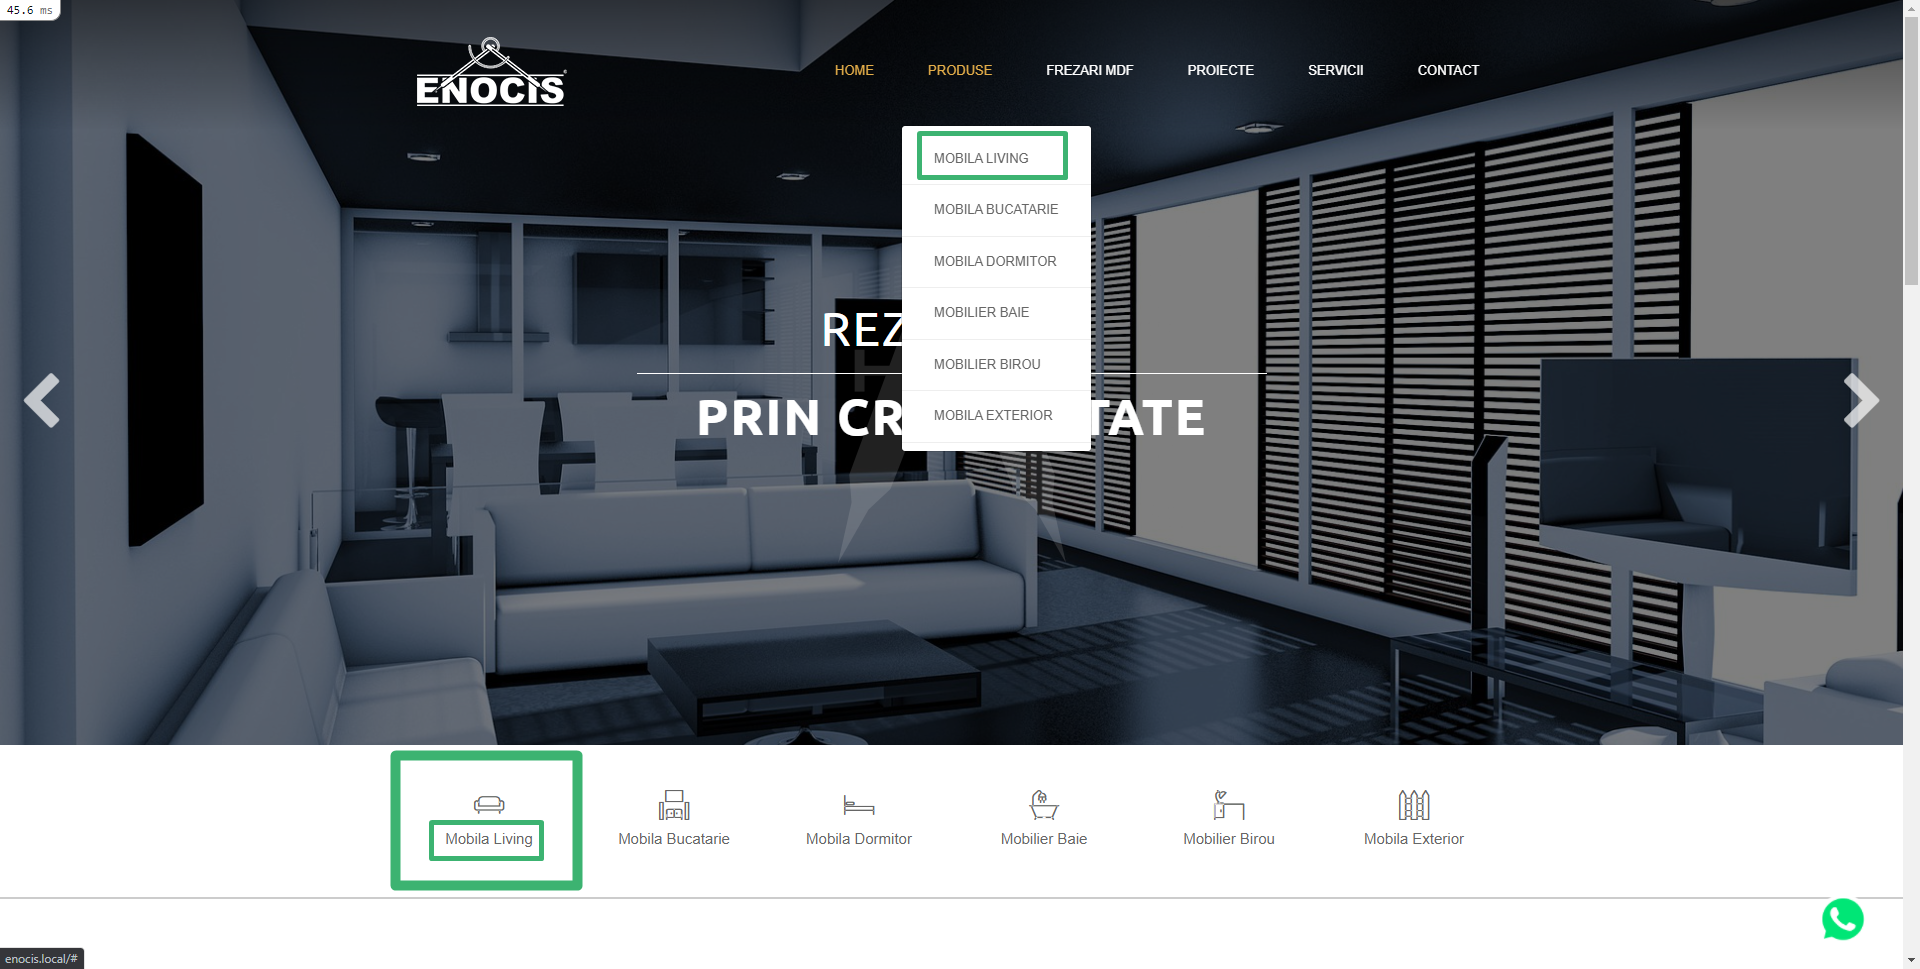 45.6 ms
ENOCIS
HOME PRODUSE FREZARI MDF PROIECTE SERVICII CONTACT
MOBILA LIVING
MOBILA BUCATARIE
MOBILA DORMITOR
MOBILIER BAIE
MOBILIER BIROU
MOBILA EXTERIOR
REZ
PRIN CR TATE
Mobila Living Mobila Bucatarie Mobila Dormitor Mobilier Baie Mobilier Birou Mobila Exterior
enocis.local/#